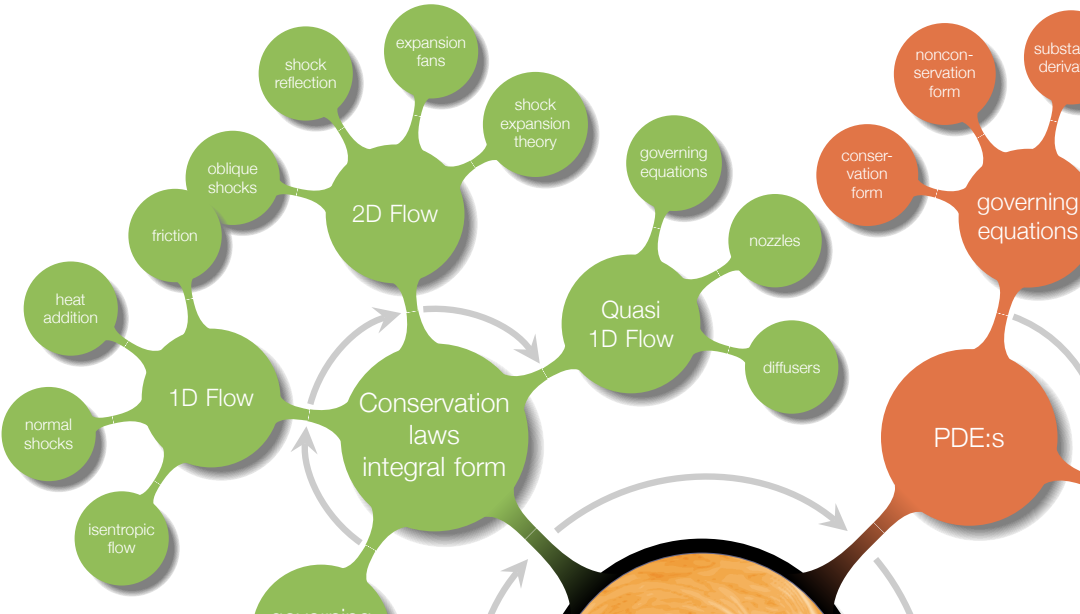 expansion
fans
shock
reflection
shock
expansion
theory
oblique
shocks
2D Flow
friction
heat
addition
1D Flow
normal
shocks
isentropic
flow
governing
equations
nozzles
Quasi
1D Flow
diffusers
Conservation
laws
integral form
noncon-
servation
form
conser-
vation
form
governing
equations
PDE:s